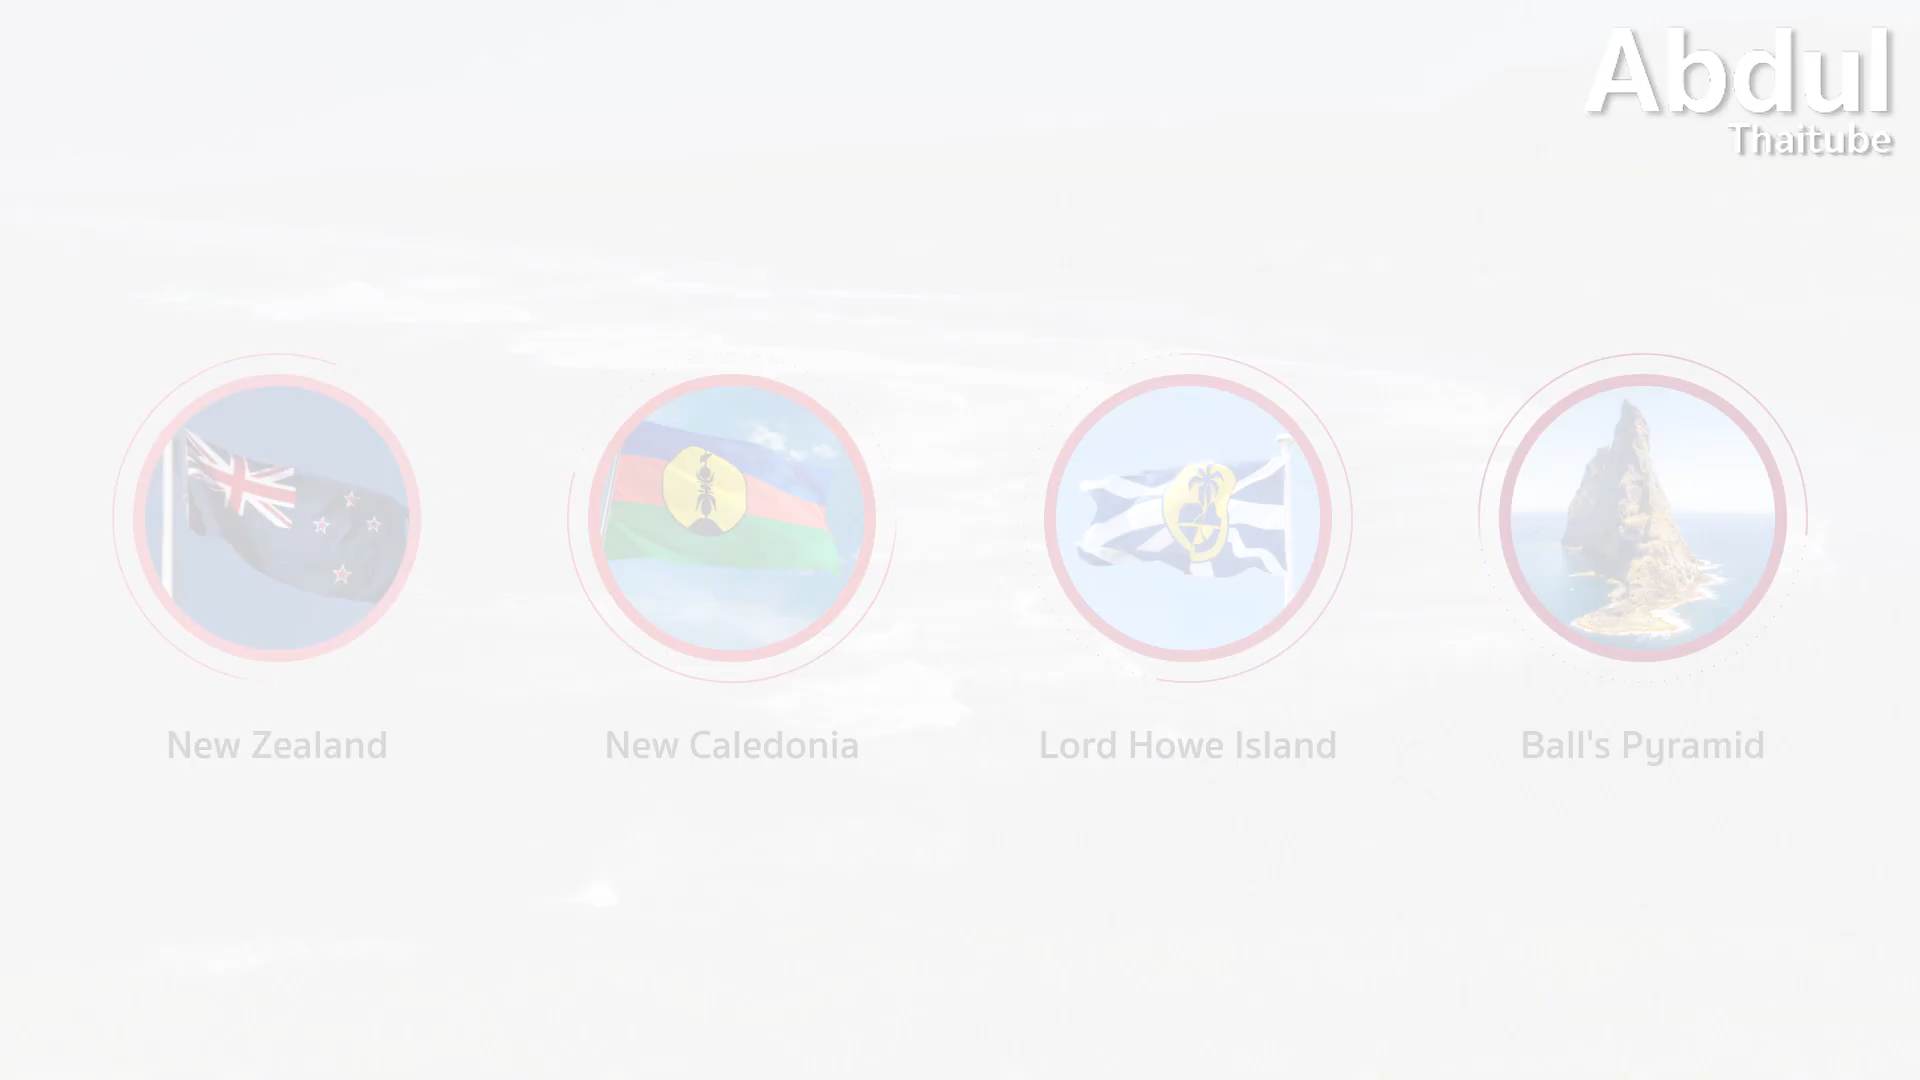 Abdul
Thaitube
New Zealand
New Caledonia
Lord Howe Island
Ball's Pyramid